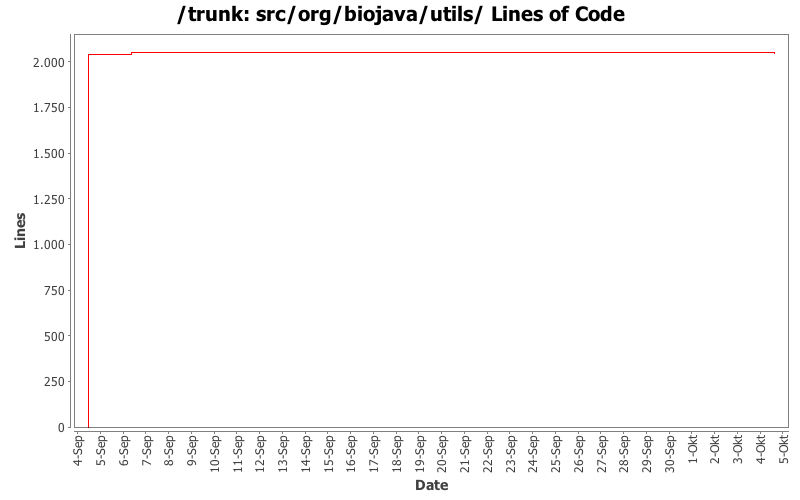 /trunk: src/org/biojava/utils/ Lines of Code
Lines
2.000
1.750
1.500
1.250
1.000
750
500
250
0
4-Sep
5-Sep
6-Sep
7-Sep
8-Sep
9-Sep
10-Sep
11-Sep
12-Sep
13-Sep
14-Sep
15-Sep
16-Sep
17-Sep
18-Sep
19-Sep
20-Sep
21-Sep
22-Sep
23-Sep
24-Sep
25-Sep
26-Sep
27-Sep
28-Sep
29-Sep
30-Sep
1-Okt
2-Okt
3-Okt
4-Okt
5-Okt
Date